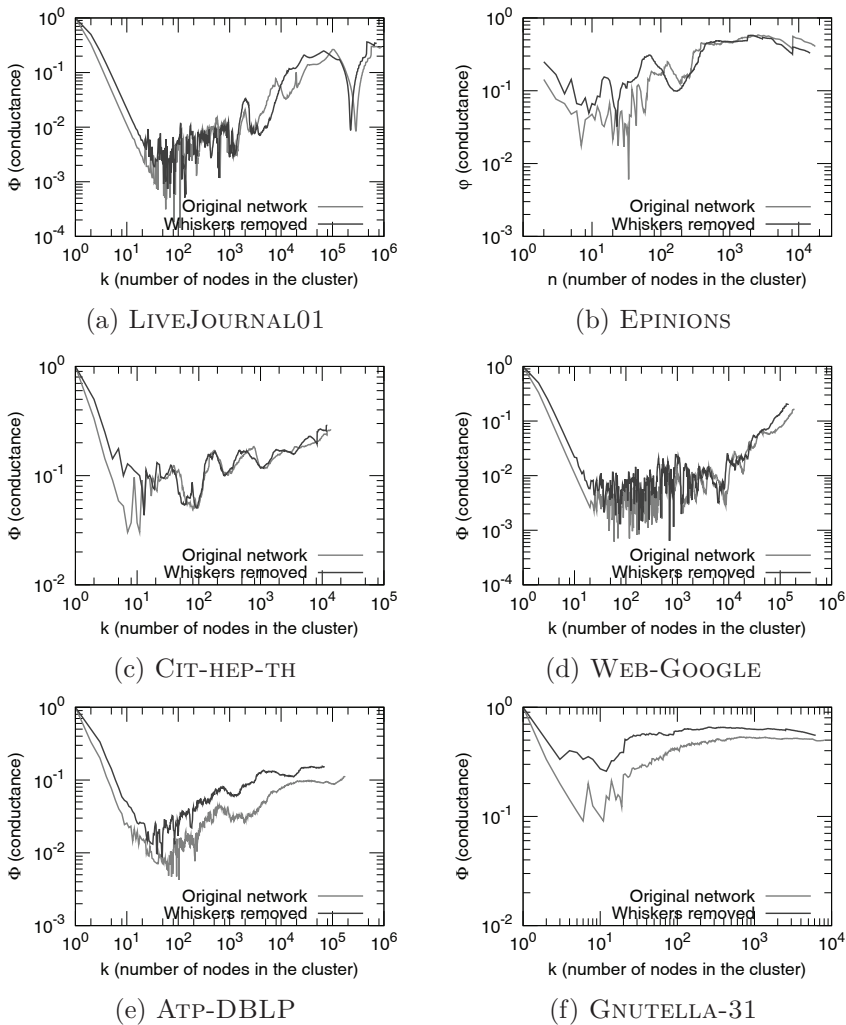 10^0
10^-1
10^-2
10^-3
10^-4
Φ (conductance)
Original network
Whiskers removed
10^0 10^1 10^2 10^3 10^4 10^5 10^6
k (number of nodes in the cluster)
(a) LIVEJOURNAL01
10^0
10^-1
10^-2
10^-3
φ (conductance)
Original network
Whiskers removed
10^0 10^1 10^2 10^3 10^4
n (number of nodes in the cluster)
(b) EPINIONS
10^0
10^-1
10^-2
Φ (conductance)
Original network
Whiskers removed
10^0 10^1 10^2 10^3 10^4 10^5
k (number of nodes in the cluster)
(c) CIT-HEP-TH
10^0
10^-1
10^-2
10^-3
10^-4
Φ (conductance)
Original network
Whiskers removed
10^0 10^1 10^2 10^3 10^4 10^5 10^6
k (number of nodes in the cluster)
(d) WEB-GOOGLE
10^0
10^-1
10^-2
10^-3
Φ (conductance)
Original network
Whiskers removed
10^0 10^1 10^2 10^3 10^4 10^5 10^6
k (number of nodes in the cluster)
(e) ATP-DBLP
10^0
10^-1
10^-2
Φ (conductance)
Original network
Whiskers removed
10^0 10^1 10^2 10^3 10^4
k (number of nodes in the cluster)
(f) GNUTELLA-31